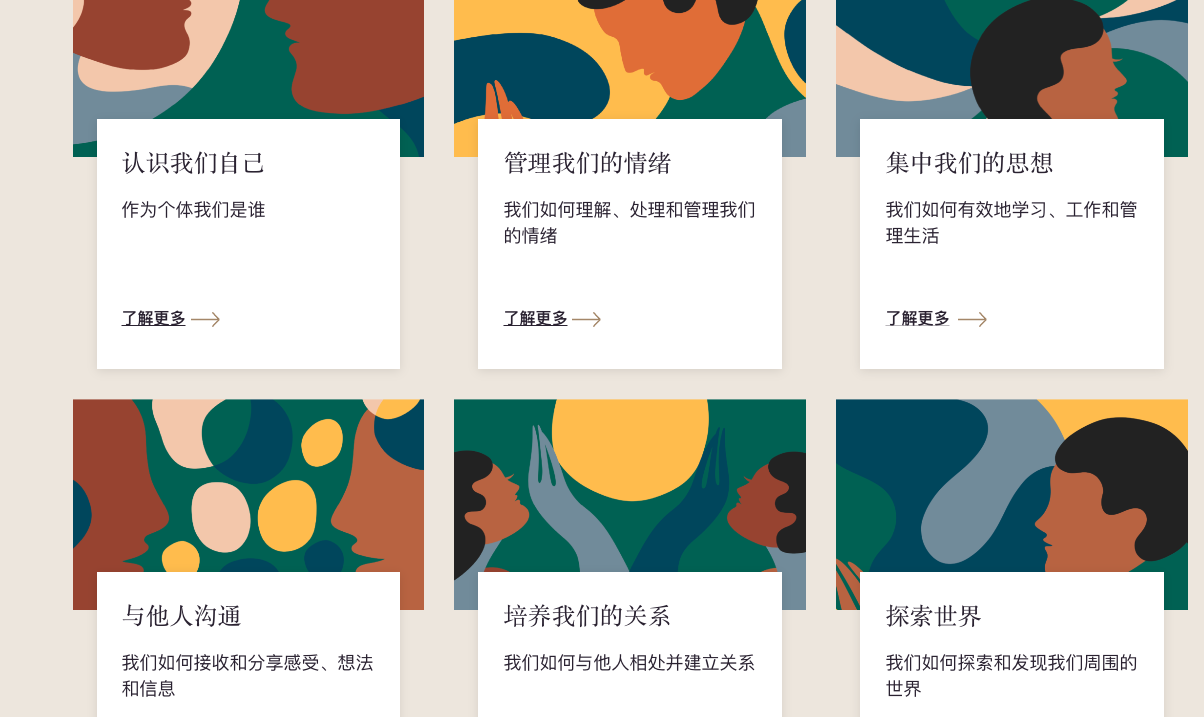 认识我们自己
作为个体我们是谁
了解更多
管理我们的情绪
我们如何理解、处理和管理我们
的情绪
了解更多
集中我们的思想
我们如何有效地学习、工作和管
理生活
了解更多
与他人沟通
我们如何接收和分享感受、想法
和信息
培养我们的关系
我们如何与他人相处并建立关系
探索世界
我们如何探索和发现我们周围的
世界